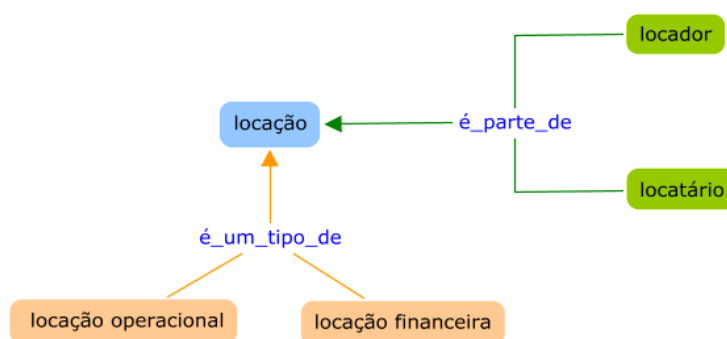 locador
locação
é_parte_de
locatário
é_um_tipo_de
locação operacional
locação financeira